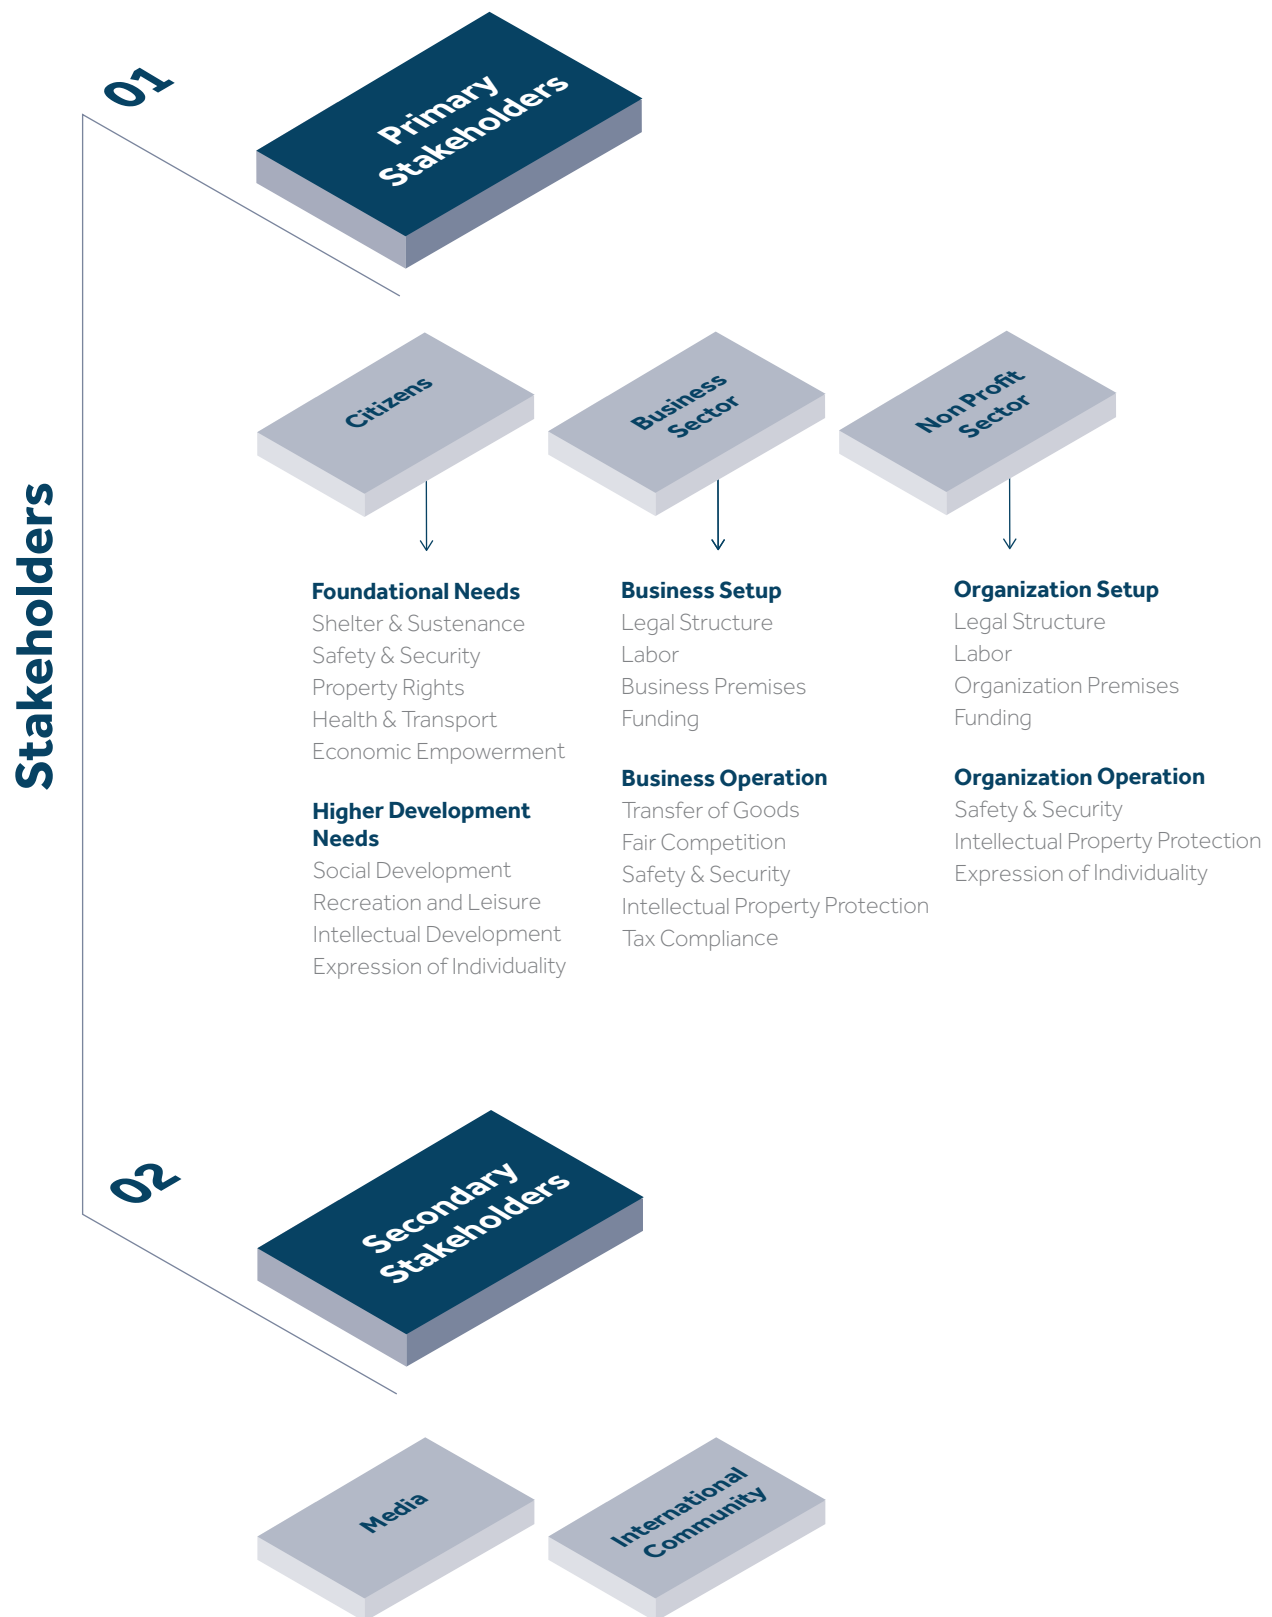 Stakeholders
01
Primary
Stakeholders
Citizens
Business
Sector
Non Profit
Sector
Foundational Needs
Shelter & Sustenance
Safety & Security
Property Rights
Health & Transport
Economic Empowerment
Higher Development
Needs
Social Development
Recreation and Leisure
Intellectual Development
Expression of Individuality
Business Setup
Legal Structure
Labor
Business Premises
Funding
Business Operation
Transfer of Goods
Fair Competition
Safety & Security
Intellectual Property Protection
Tax Compliance
Organization Setup
Legal Structure
Labor
Organization Premises
Funding
Organization Operation
Safety & Security
Intellectual Property Protection
Expression of Individuality
02
Secondary
Stakeholders
Media
International
Community